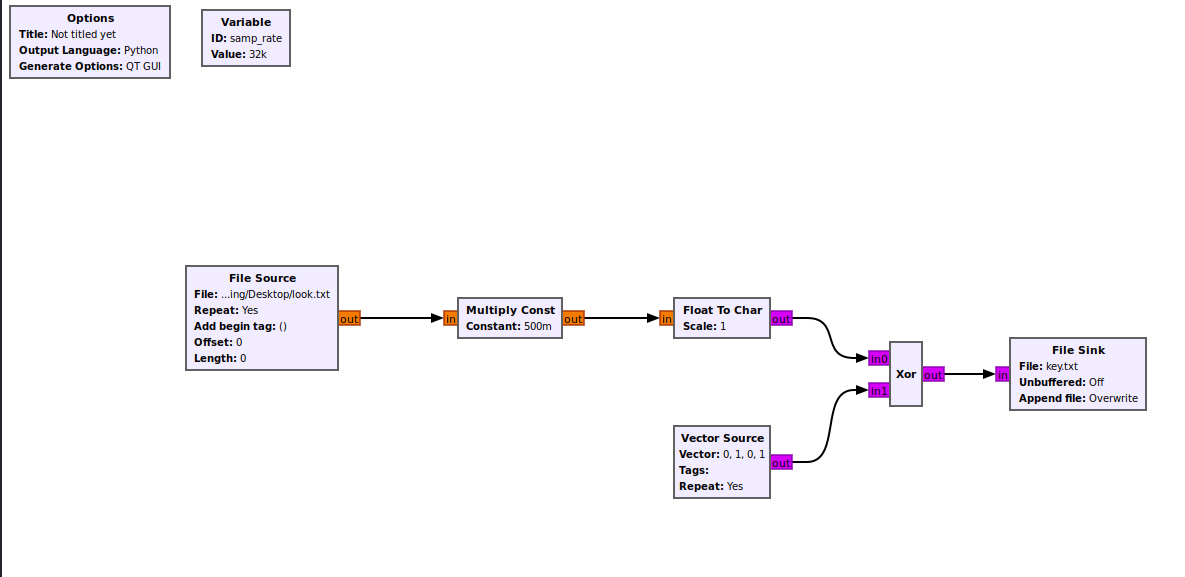 Options
Title: Not titled yet
Output Language: Python
Generate Options: QT GUI
Variable
ID: samp_rate
Value: 32k
File Source
File: ...ing/Desktop/look.txt
Repeat: Yes
Add begin tag: ()
Offset: 0
Length: 0
out
in
Multiply Const
Constant: 500m
out
in
Float To Char
Scale: 1
out
Vector Source
Vector: 0, 1, 0, 1
Tags:
Repeat: Yes
out
in0
in1
Xor
out
in
File Sink
File: key.txt
Unbuffered: Off
Append file: Overwrite